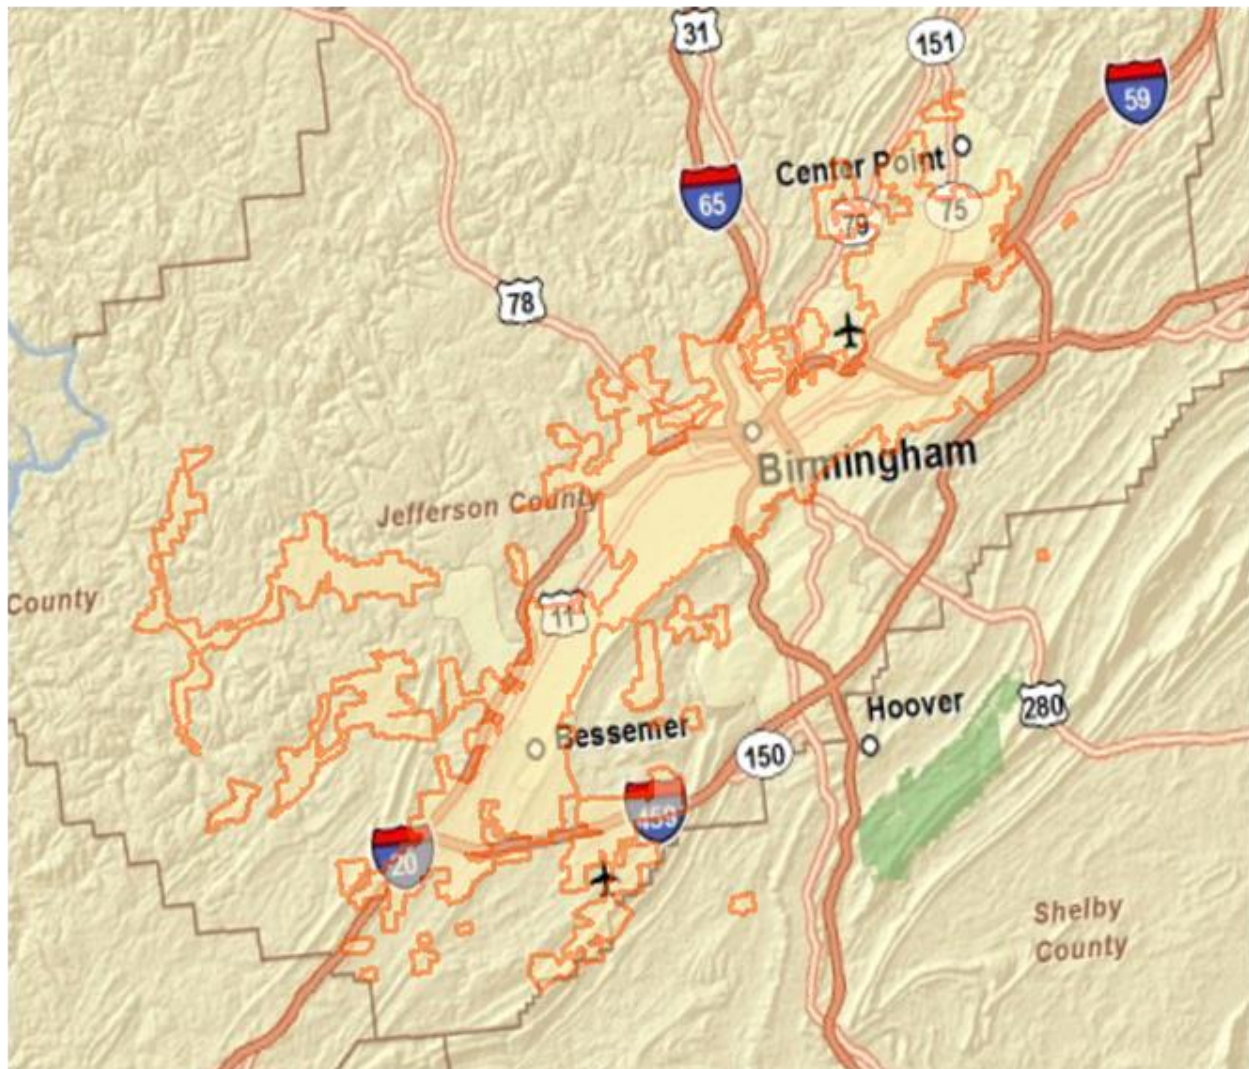 31
151
59
Center Point
65
79
75
78
Birmingham
Jefferson County
County
11
Hoover
280
Bessemer
150
459
20
Shelby
County